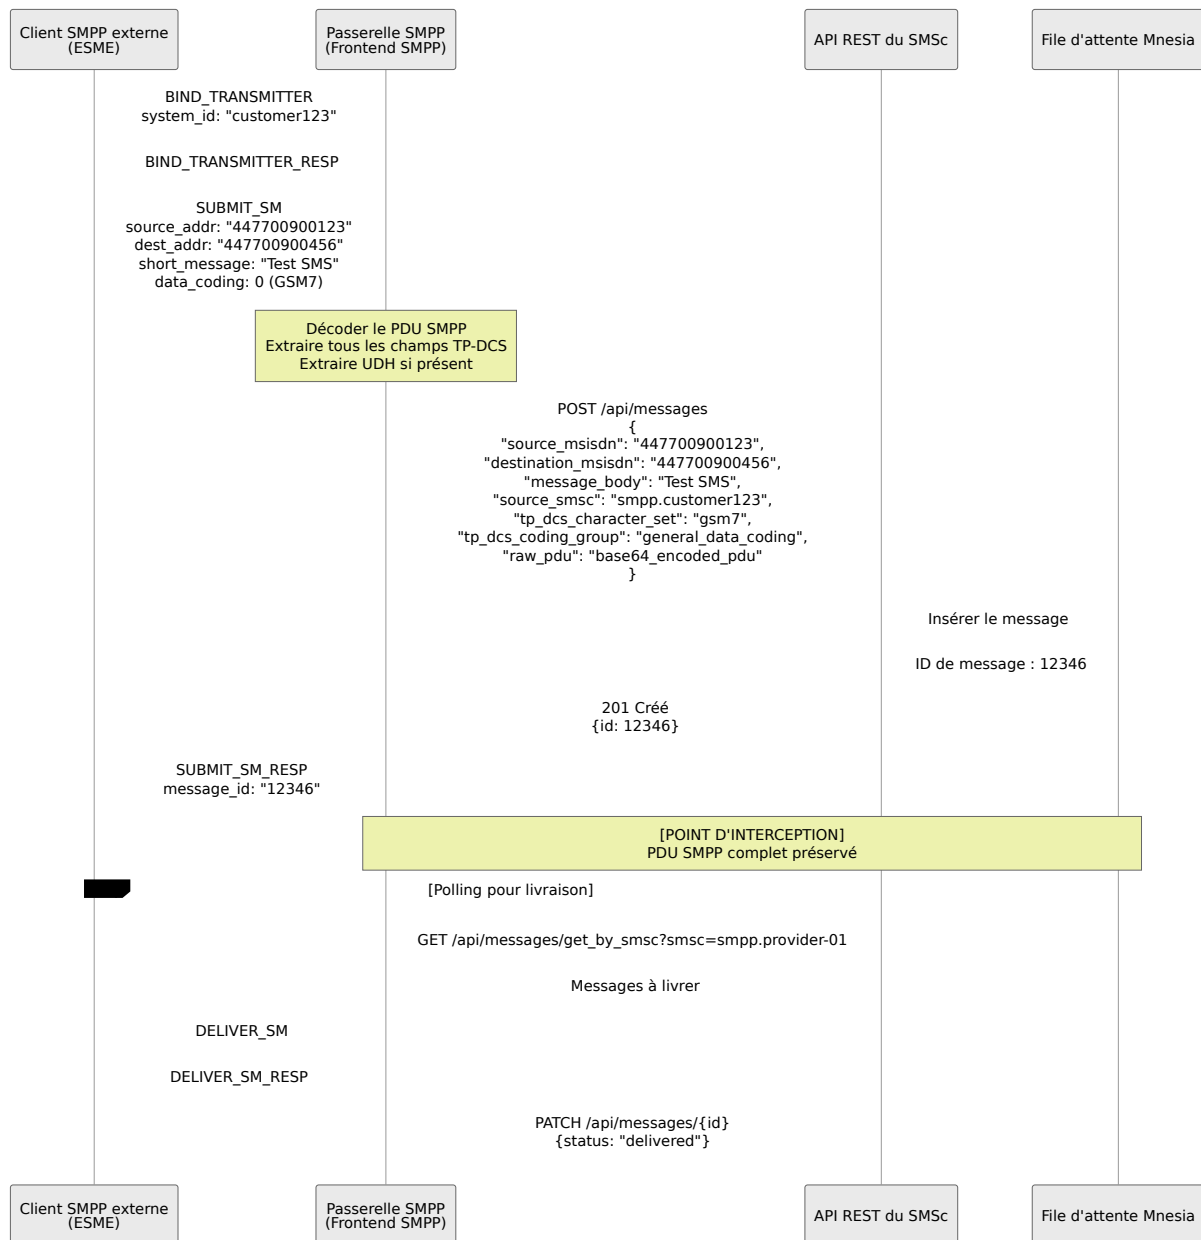 Client SMPP externe
(ESME)
Passerelle SMPP
(Frontend SMPP)
API REST du SMSc
File d'attente Mnesia
BIND_TRANSMITTER
system_id: "customer123"
BIND_TRANSMITTER_RESP
SUBMIT_SM
source_addr: "447700900123"
dest_addr: "447700900456"
short_message: "Test SMS"
data_coding: 0 (GSM7)
Décoder le PDU SMPP
Extraire tous les champs TP-DCS
Extraire UDH si présent
POST /api/messages
{
"source_msisdn": "447700900123",
"destination_msisdn": "447700900456",
"message_body": "Test SMS",
"source_smsc": "smpp.customer123",
"tp_dcs_character_set": "gsm7",
"tp_dcs_coding_group": "general_data_coding",
"raw_pdu": "base64_encoded_pdu"
}
Insérer le message
ID de message : 12346
201 Créé
{id: 12346}
SUBMIT_SM_RESP
message_id: "12346"
[POINT D'INTERCEPTION]
PDU SMPP complet préservé
[Polling pour livraison]
GET /api/messages/get_by_smsc?smsc=smpp.provider-01
Messages à livrer
DELIVER_SM
DELIVER_SM_RESP
PATCH /api/messages/{id}
{status: "delivered"}
Client SMPP externe
(ESME)
Passerelle SMPP
(Frontend SMPP)
API REST du SMSc
File d'attente Mnesia